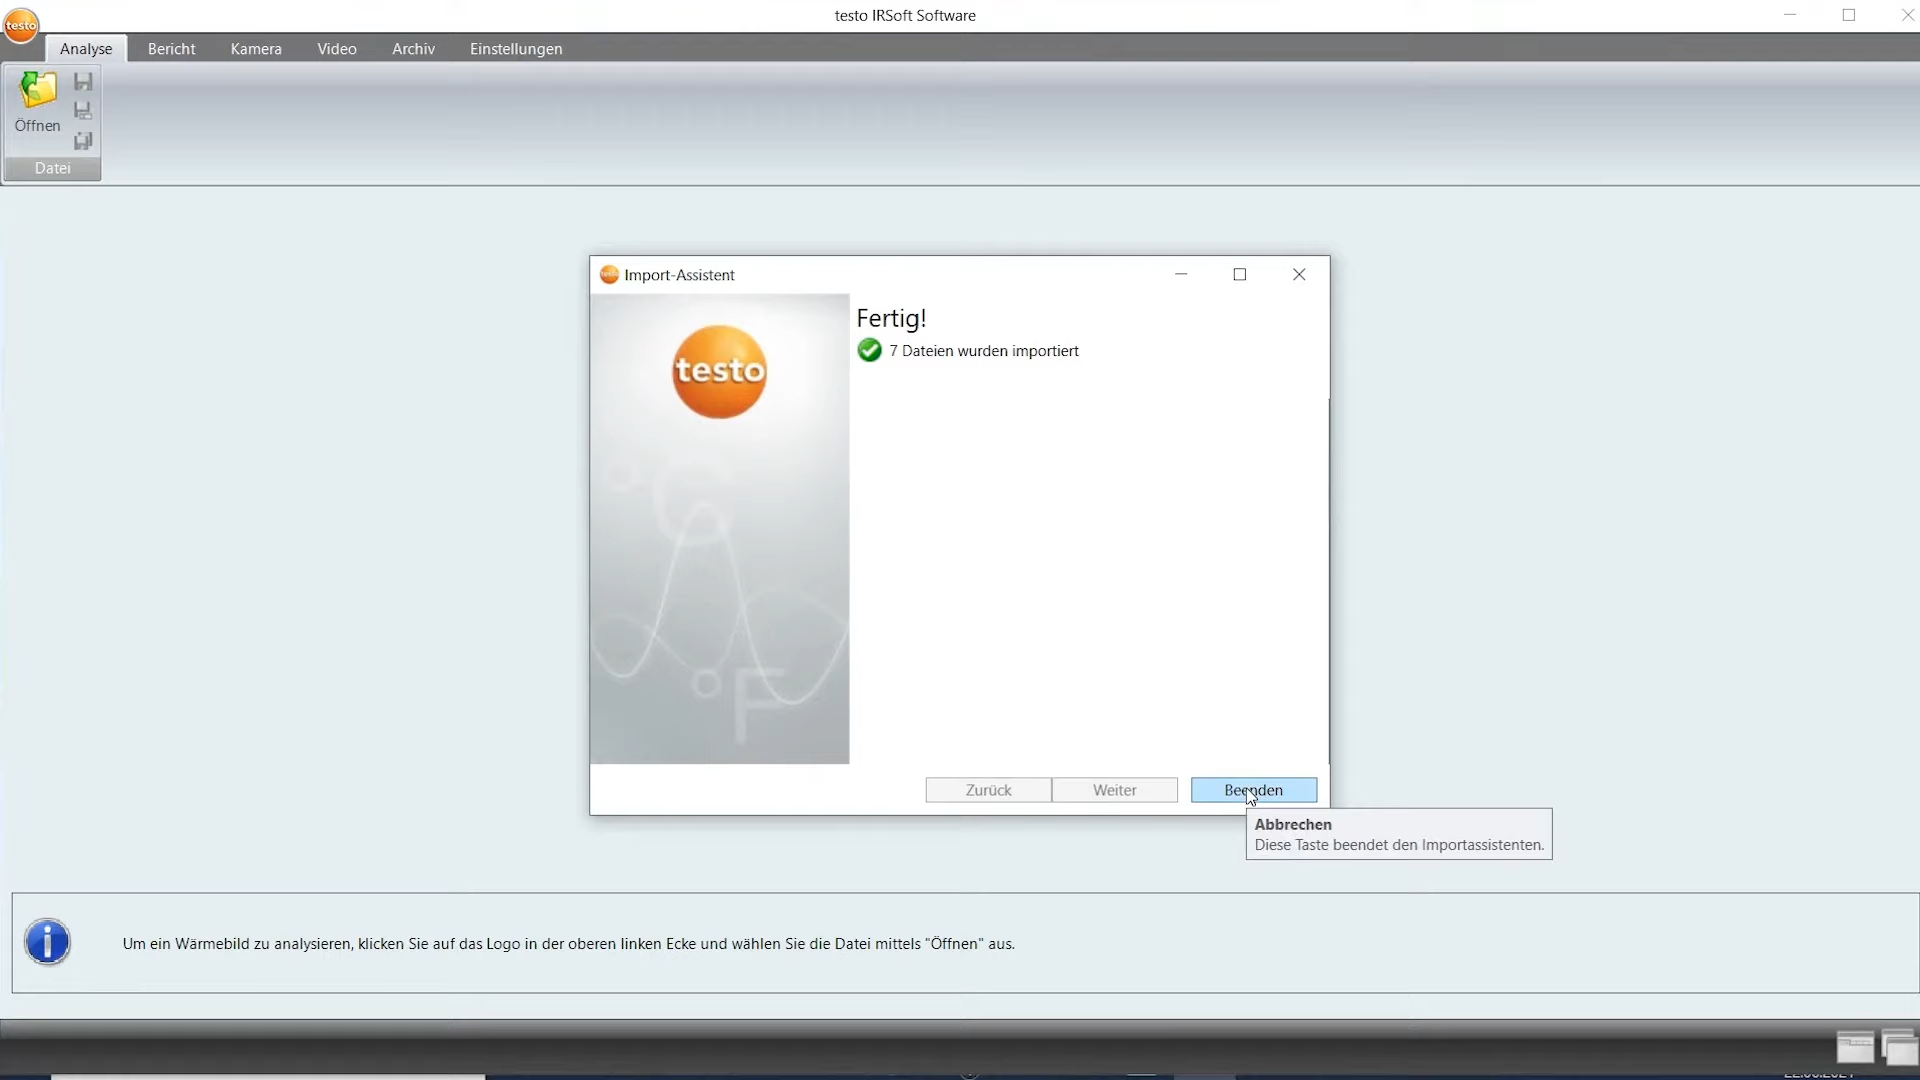 testo IRSoft Software
testo
Analyse Bericht Kamera Video Archiv Einstellungen
Öffnen
Datei
Import-Assistent
testo
Fertig!
7 Dateien wurden importiert
°C
°F
Zurück Weiter Beenden
Abbrechen
Diese Taste beendet den Importassistenten.
Um ein Wärmebild zu analysieren, klicken Sie auf das Logo in der oberen linken Ecke und wählen Sie die Datei mittels "Öffnen" aus.